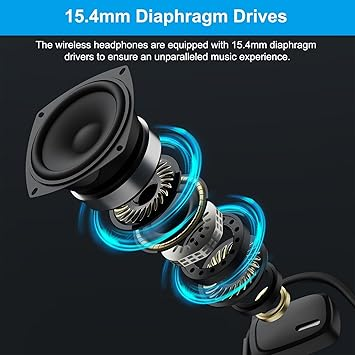 15.4mm Diaphragm Drives
The wireless headphones are equipped with 15.4mm diaphragm
drivers to ensure an unparalleled music experience.